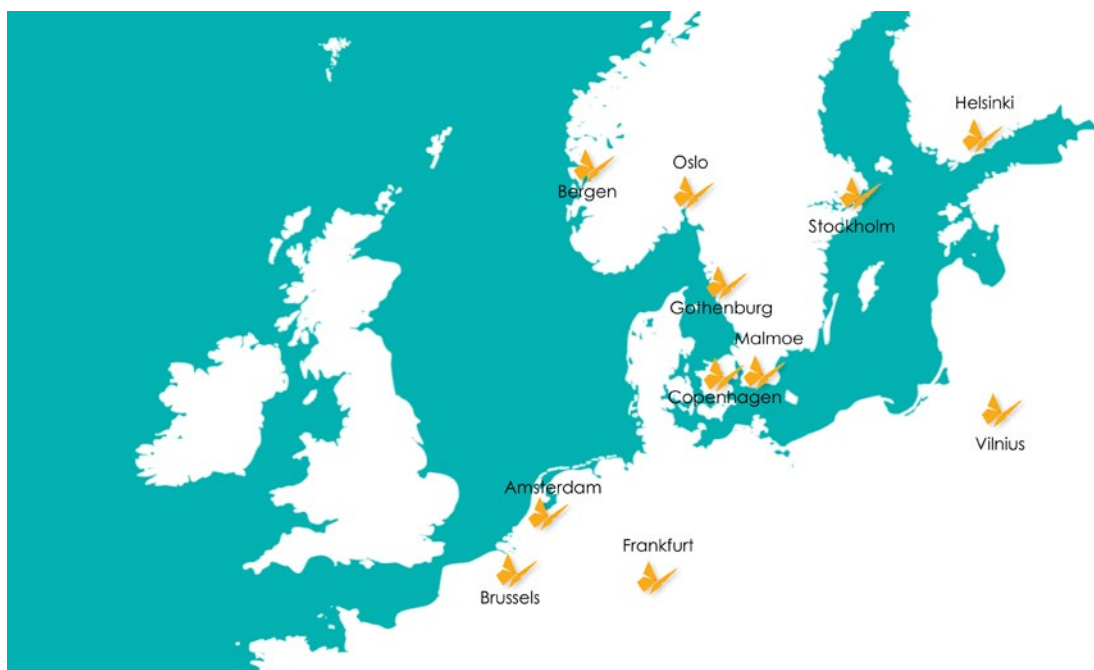 Helsinki
Oslo
Bergen
Stockholm
Gothenburg
Malmoe
Copenhagen
Vilnius
Amsterdam
Frankfurt
Brussels